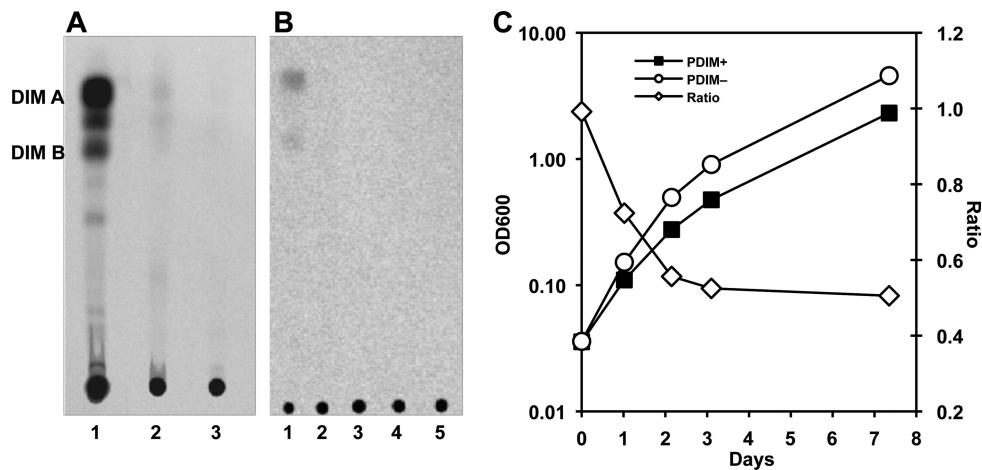 A
B
C
DIM A
DIM B
1 2 3
1 2 3 4 5
PDIM+
PDIM–
Ratio
10.00
1.00
0.10
0.01
OD600
1.2
1.0
0.8
0.6
0.4
0.2
Ratio
0 1 2 3 4 5 6 7 8
Days